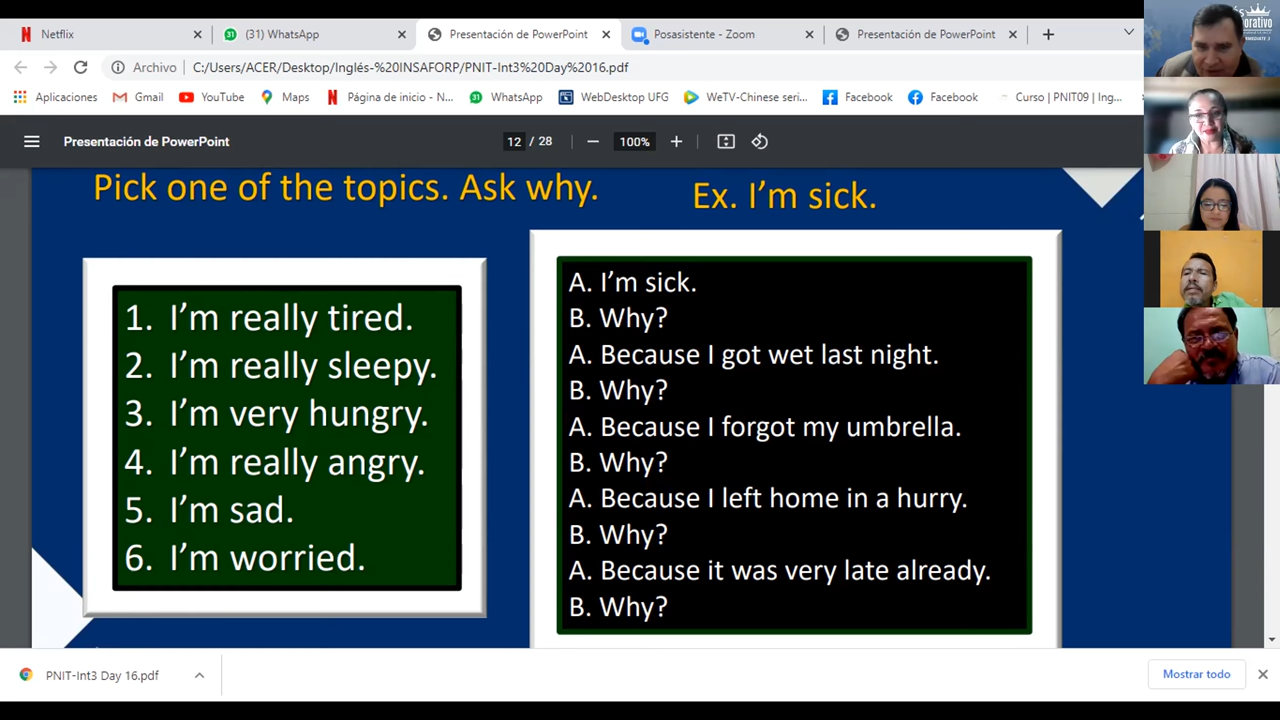 Netflix
(31) WhatsApp
Presentación de PowerPoint
Posasistente - Zoom
Presentación de PowerPoint
Archivo
C:/Users/ACER/Desktop/Inglés-%20INSAFORP/PNIT-Int3%20Day%2016.pdf
Aplicaciones
Gmail
YouTube
Maps
Página de inicio - N...
WhatsApp
WebDesktop UFG
WeTV-Chinese seri...
Facebook
Facebook
Curso | PNIT09 | Ing...
Presentación de PowerPoint
12 / 28
100%
Pick one of the topics. Ask why.
Ex. I'm sick.
1. I'm really tired.
2. I'm really sleepy.
3. I'm very hungry.
4. I'm really angry.
5. I'm sad.
6. I'm worried.
A. I'm sick.
B. Why?
A. Because I got wet last night.
B. Why?
A. Because I forgot my umbrella.
B. Why?
A. Because I left home in a hurry.
B. Why?
A. Because it was very late already.
B. Why?
PNIT-Int3 Day 16.pdf
Mostrar todo